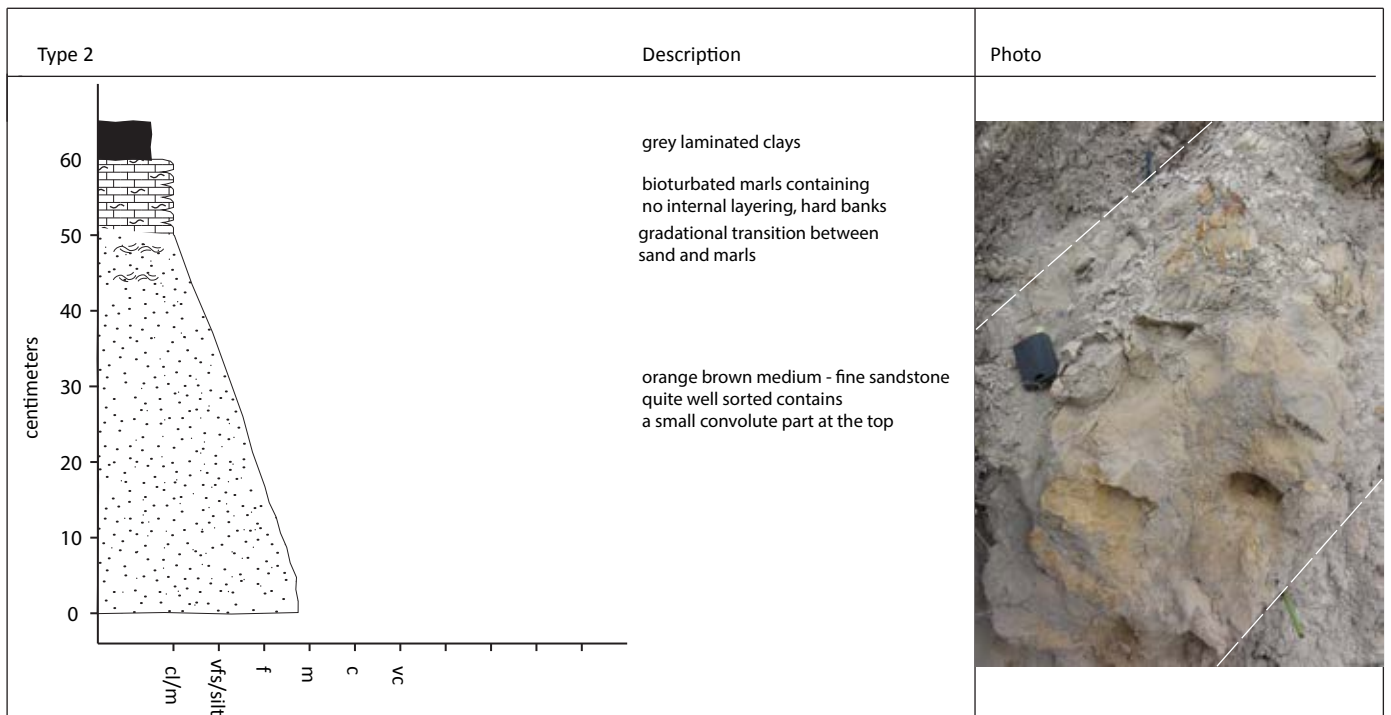 Type 2
Description
Photo
grey laminated clays
bioturbated marls containing
no internal layering, hard banks
gradational transition between
sand and marls
orange brown medium - fine sandstone
quite well sorted contains
a small convolute part at the top
centimeters
60
50
40
30
20
10
0
cl/m
vfs/silt
f
m
c
vc